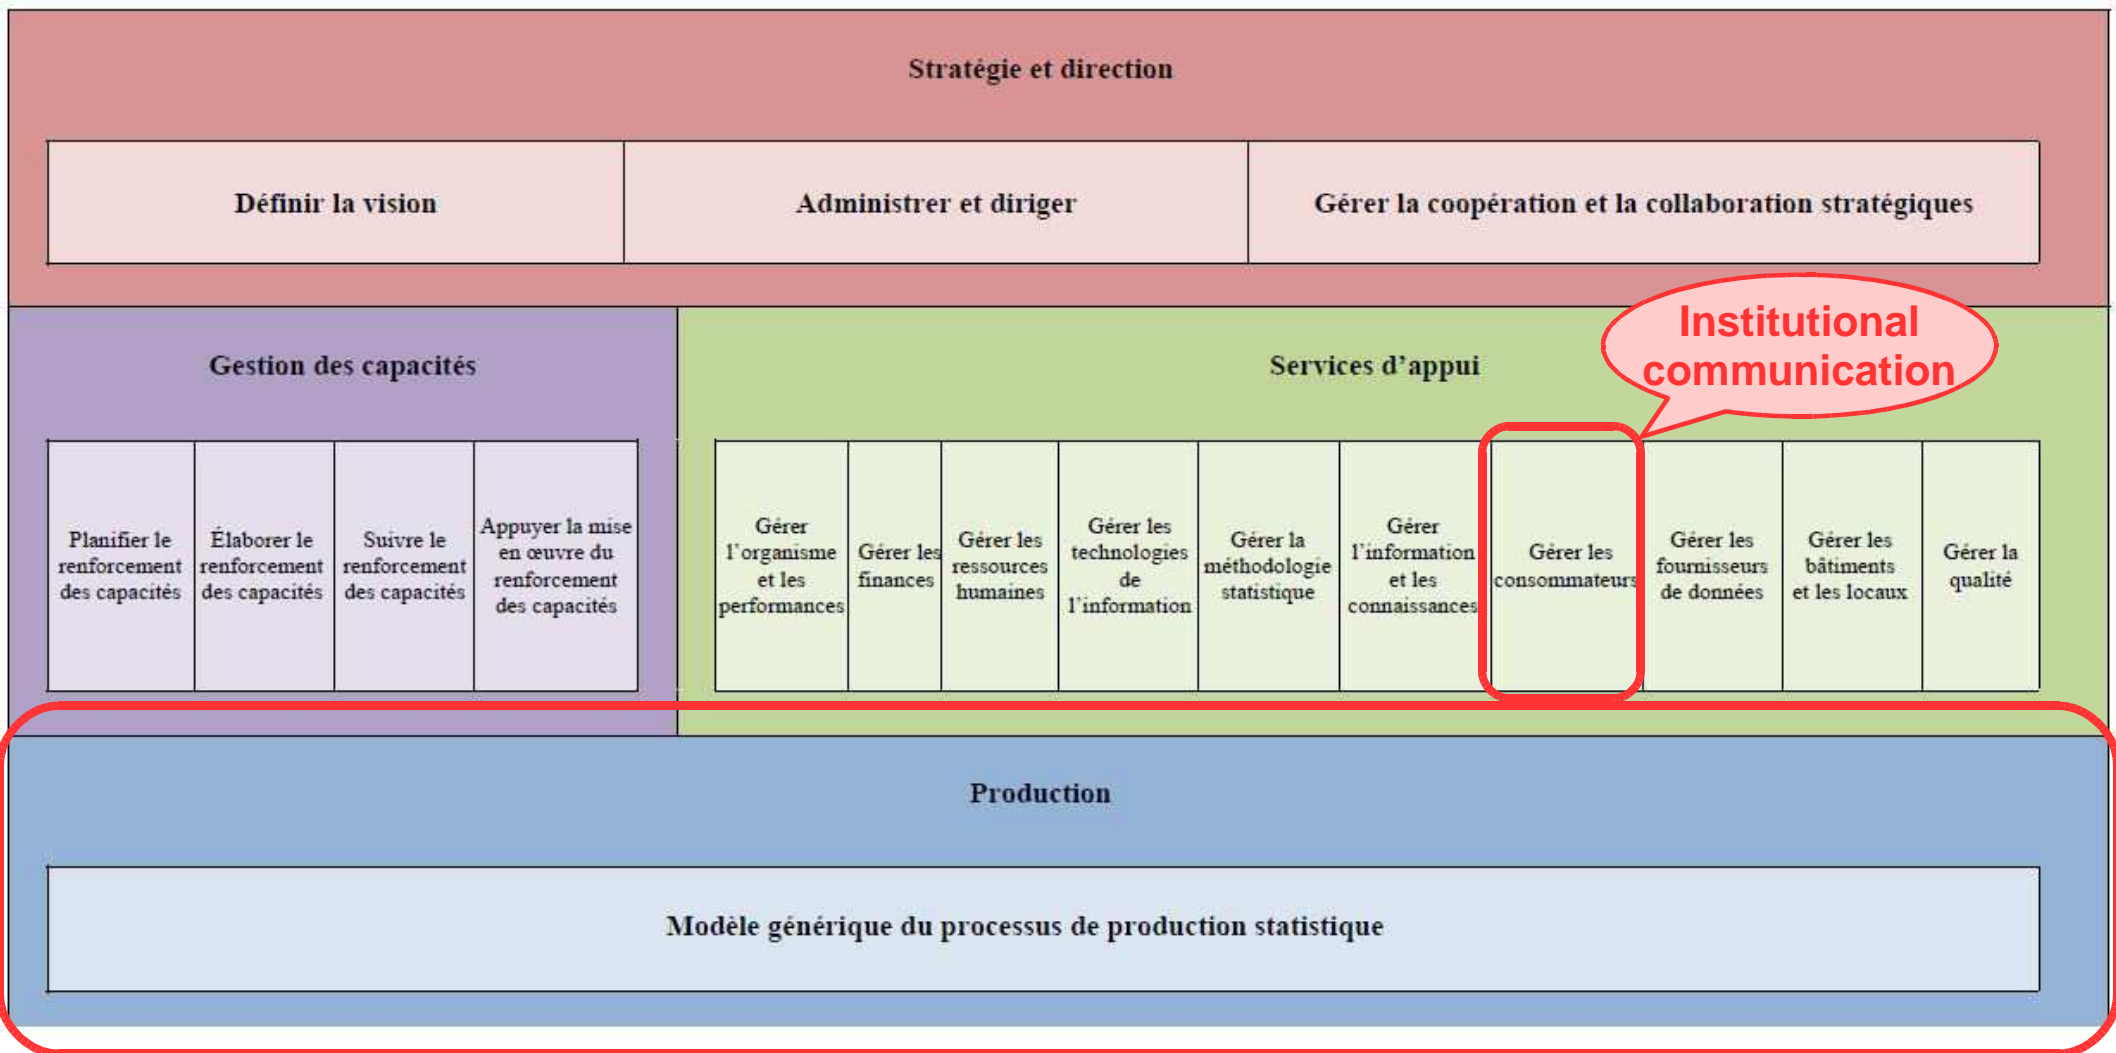 Stratégie et direction
Définir la vision
Administrer et diriger
Gérer la coopération et la collaboration stratégiques
Institutional
communication
Gestion des capacités
Services d’appui
Planifier le
renforcement
des capacités
Élaborer le
renforcement
des capacités
Suivre le
renforcement
des capacités
Appuyer la mise
en œuvre du
renforcement
des capacités
Gérer
l’organisme
et les
performances
Gérer les
finances
Gérer les
ressources
humaines
Gérer les
technologies
de
l’information
Gérer la
méthodologie
statistique
Gérer
l’information
et les
connaissances
Gérer les
consommateurs
Gérer les
fournisseurs
de données
Gérer les
bâtiments
et les locaux
Gérer la
qualité
Production
Modèle générique du processus de production statistique